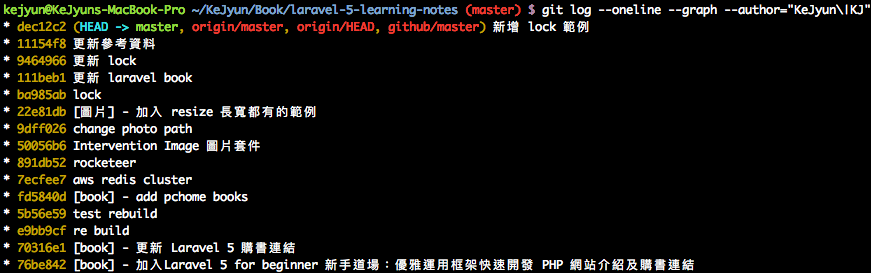 kejyun@KeJyuns-MacBook-Pro ~/KeJyun/Book/laravel-5-learning-notes (master) $ git log --oneline --graph --author="KeJyun\|KJ"
* dec12c2 (HEAD -> master, origin/master, origin/HEAD, github/master) 新增 lock 範例
* 11154f8 更新參考資料
* 9464966 更新 lock
* 111beb1 更新 laravel book
* ba985ab lock
* 22e81db [圖片] - 加入 resize 長寬都有的範例
* 9dff026 change photo path
* 50056b6 Intervention Image 圖片套件
* 891db52 rocketeer
* 7ecfee7 aws redis cluster
* fd5840d [book] - add pchome books
* 5b56e59 test rebuild
* e9bb9cf re build
* 70316e1 [book] - 更新 Laravel 5 購書連結
* 76be842 [book] - 加入Laravel 5 for beginner 新手道場：優雅運用框架快速開發 PHP 網站介紹及購書連結